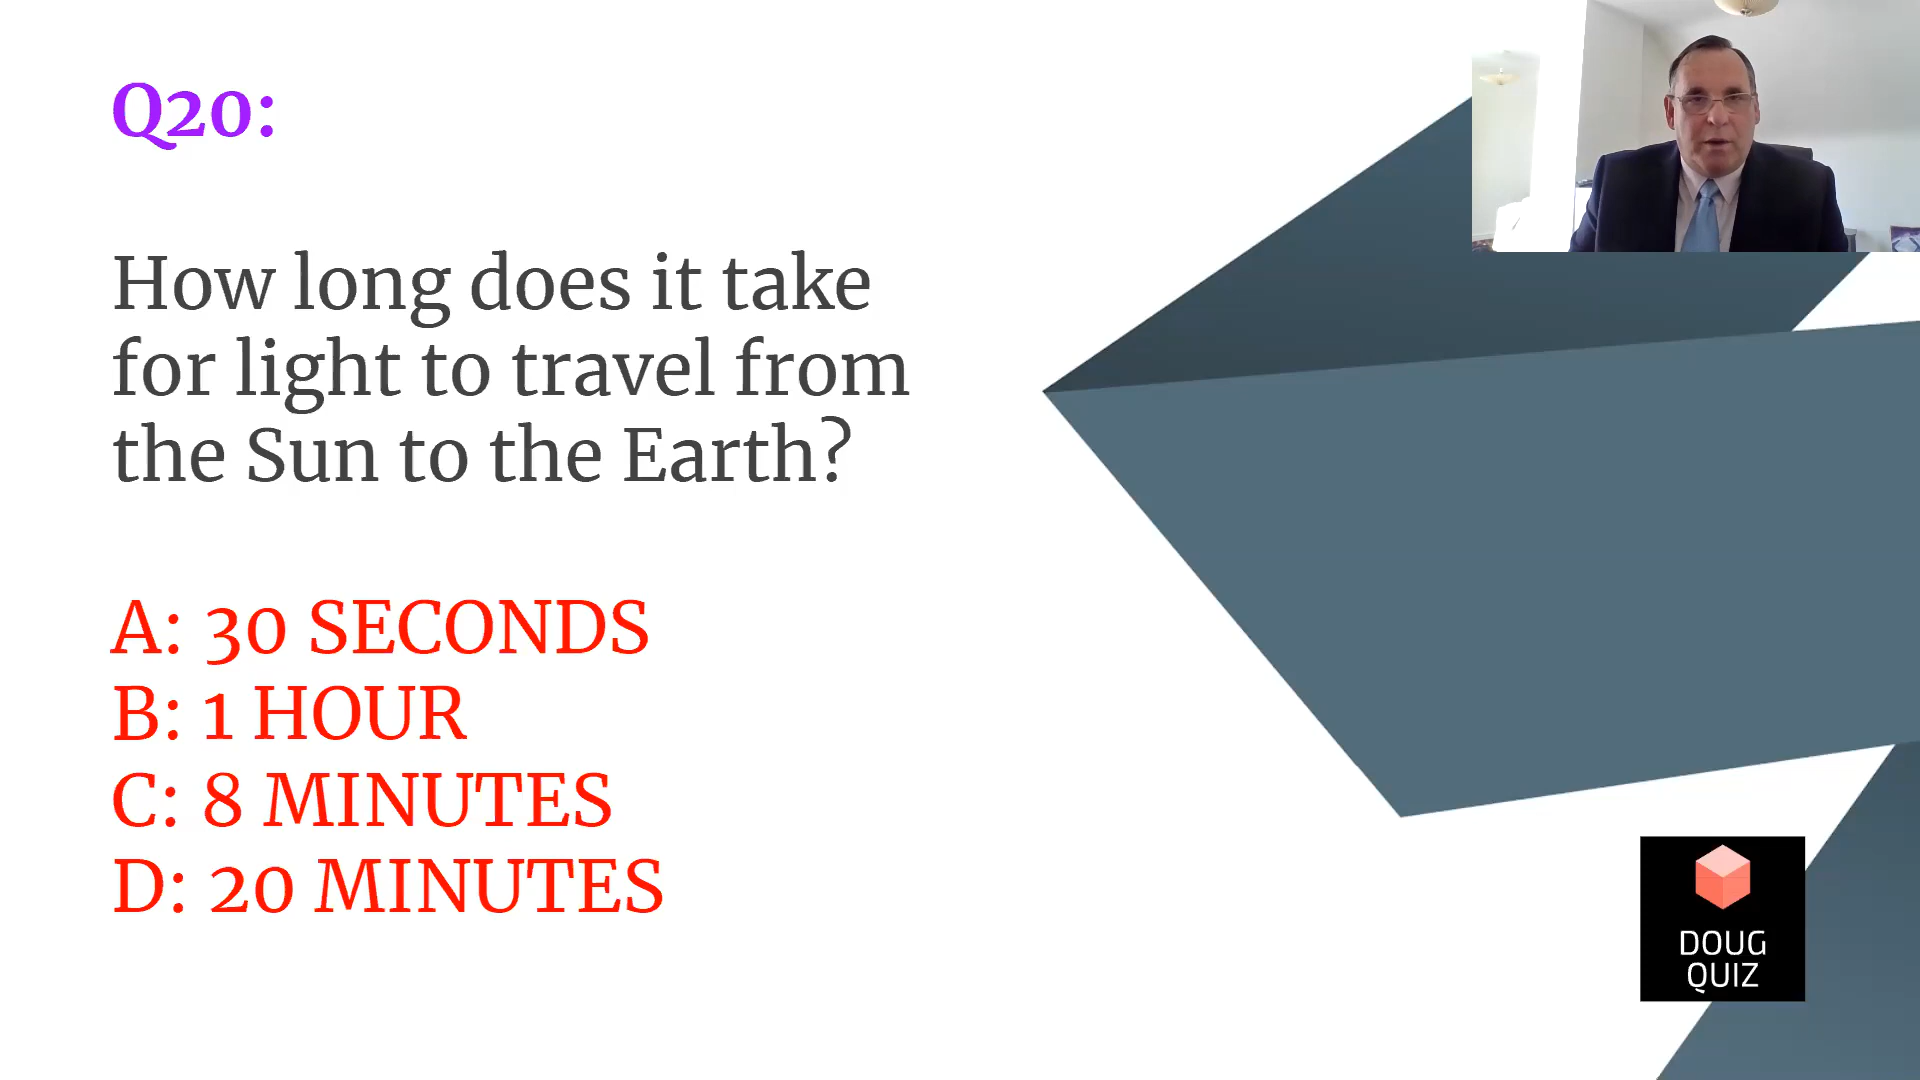 Q20:
How long does it take
for light to travel from
the Sun to the Earth?
A: 30 SECONDS
B: 1 HOUR
C: 8 MINUTES
D: 20 MINUTES
DOUG
QUIZ